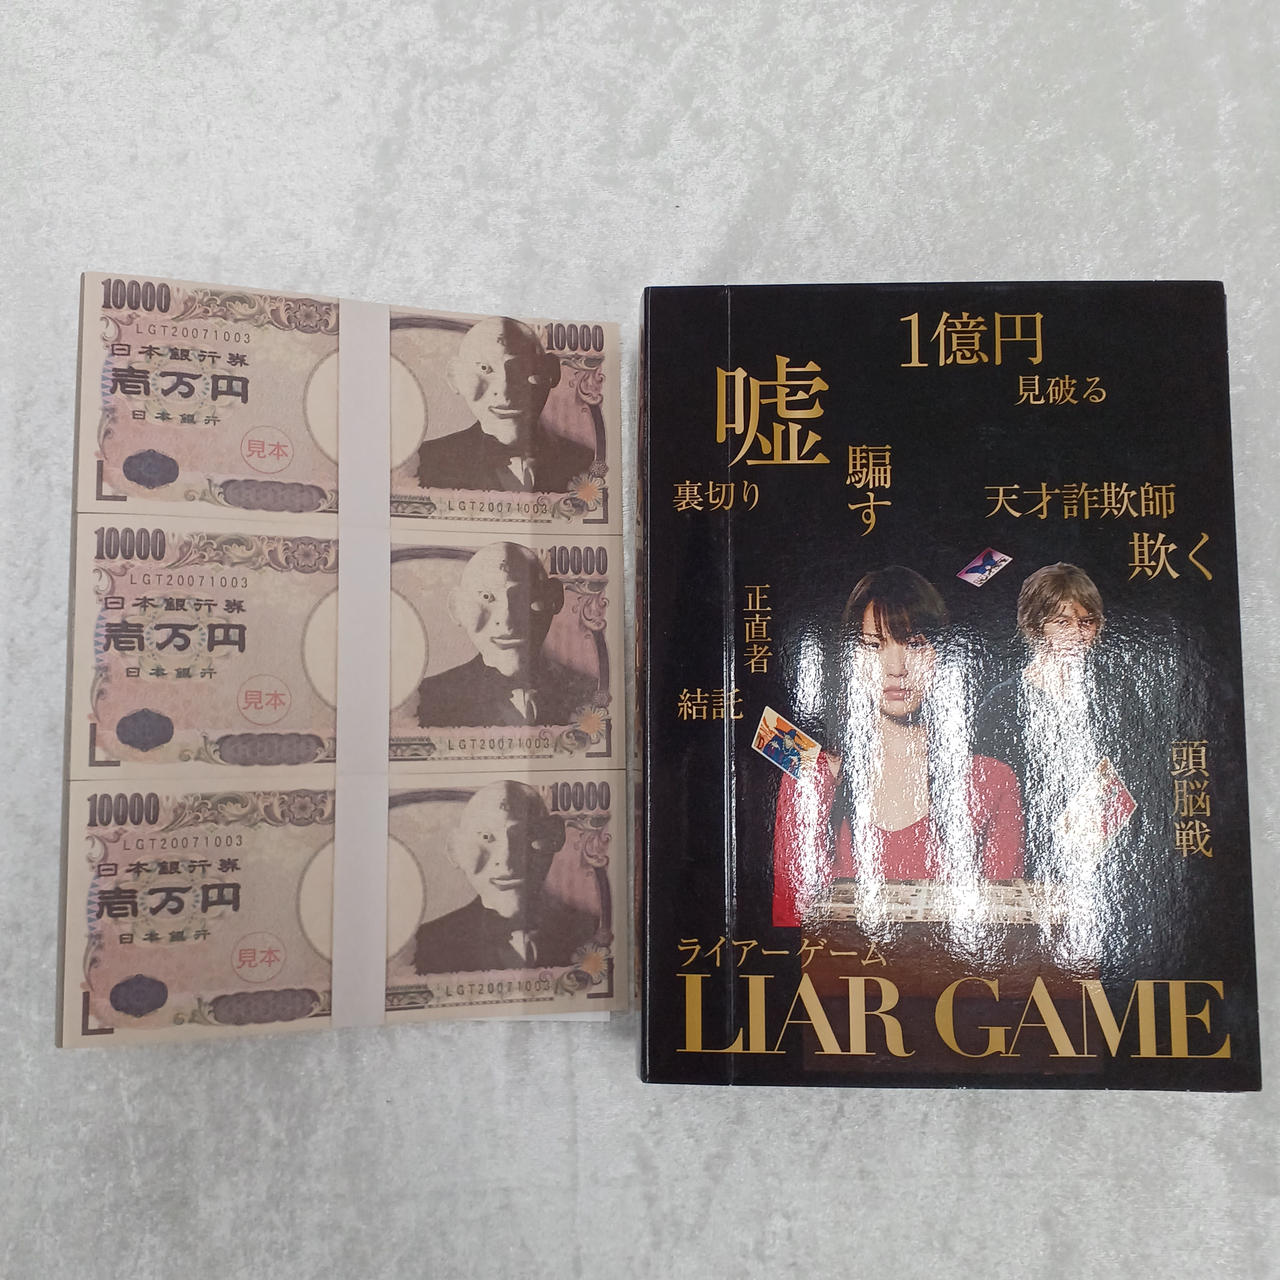 10000
10000
LGT20071003
日本銀行券
壱万円
日本銀行
見本
LGT20071003
10000
10000
LGT20071003
日本銀行券
壱万円
日本銀行
見本
LGT20071003
10000
10000
LGT20071003
日本銀行券
壱万円
日本銀行
見本
LGT20071003
1億円
見破る
嘘
騙す
裏切り
天才詐欺師
欺く
正直者
結託
頭脳戦
ライアーゲーム
LIAR GAME